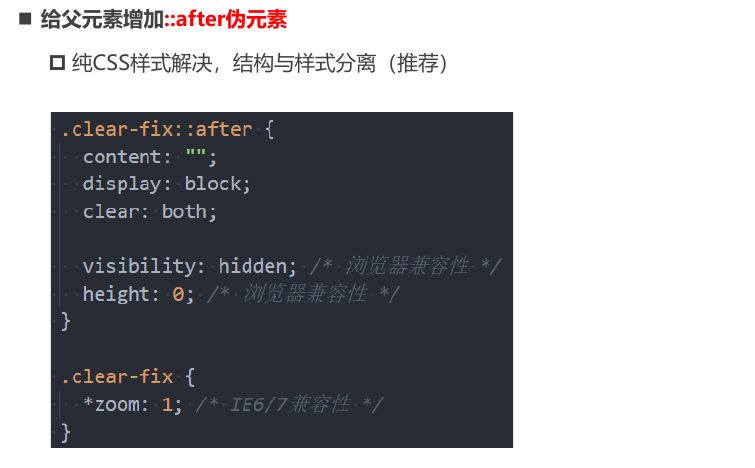 给父元素增加::after伪元素
纯CSS样式解决，结构与样式分离（推荐）
.clear-fix::after {
content: "";
display: block;
clear: both;
visibility: hidden; /* 浏览器兼容性 */
height: 0; /* 浏览器兼容性 */
}
.clear-fix {
*zoom: 1; /* IE6/7兼容性 */
}